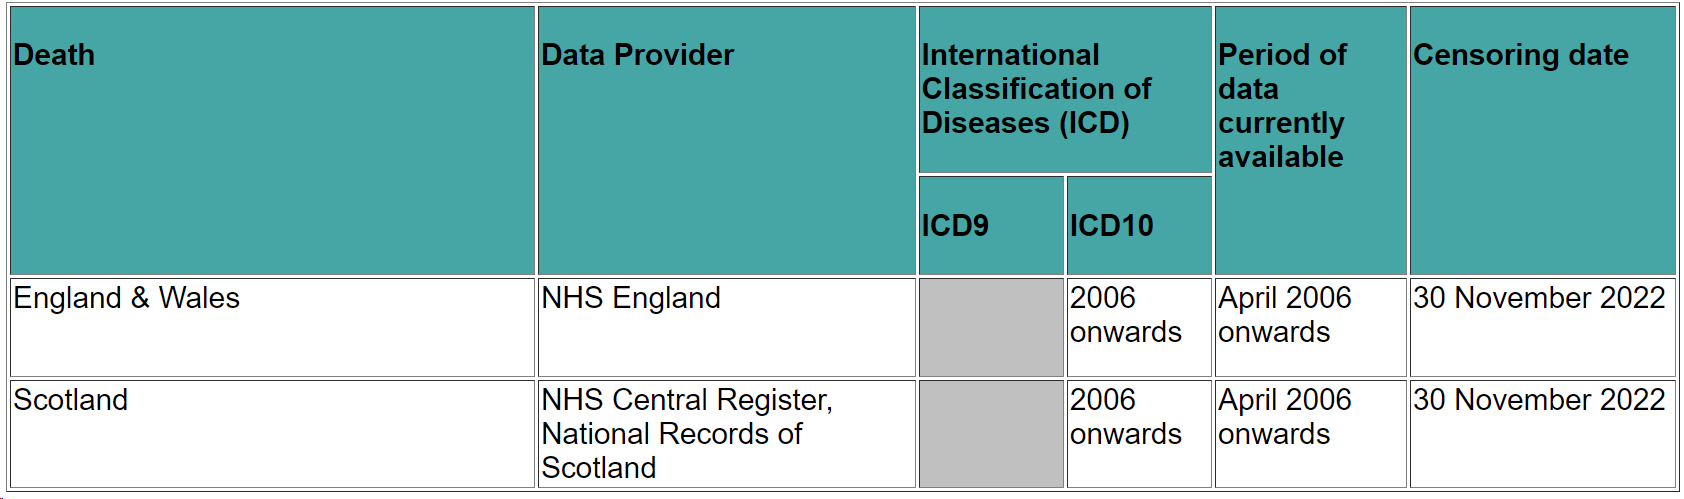 Death
Data Provider
International
Classification of
Diseases (ICD)
Period of
data
currently
available
Censoring date
ICD9
ICD10
England & Wales
NHS England
2006
onwards
April 2006
onwards
30 November 2022
Scotland
NHS Central Register,
National Records of
Scotland
2006
onwards
April 2006
onwards
30 November 2022